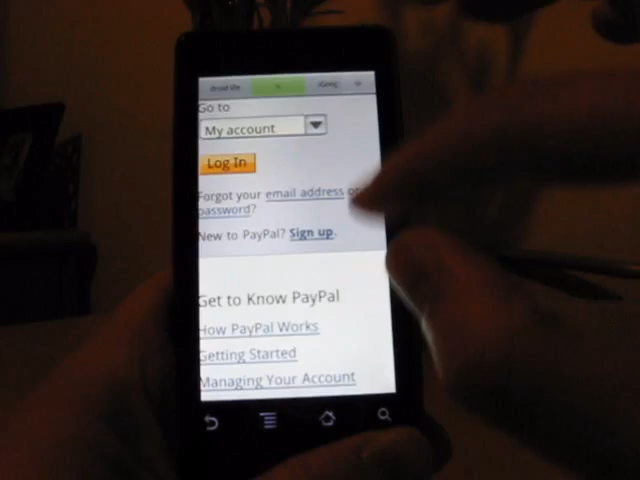 droid life
Go to
My account
Log In
Forgot your email address or
password?
New to PayPal? Sign up.
Get to Know PayPal
How PayPal Works
Getting Started
Managing Your Account